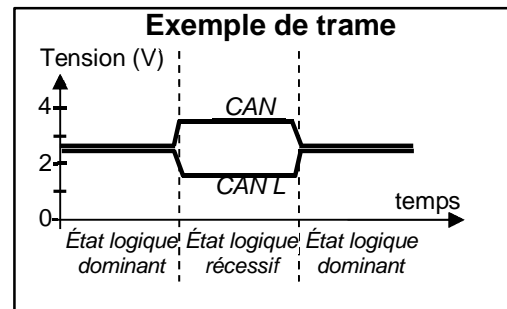 Exemple de trame
Tension (V)
4
CAN
2
CAN L
temps
0
État logique dominant
État logique récessif
État logique dominant